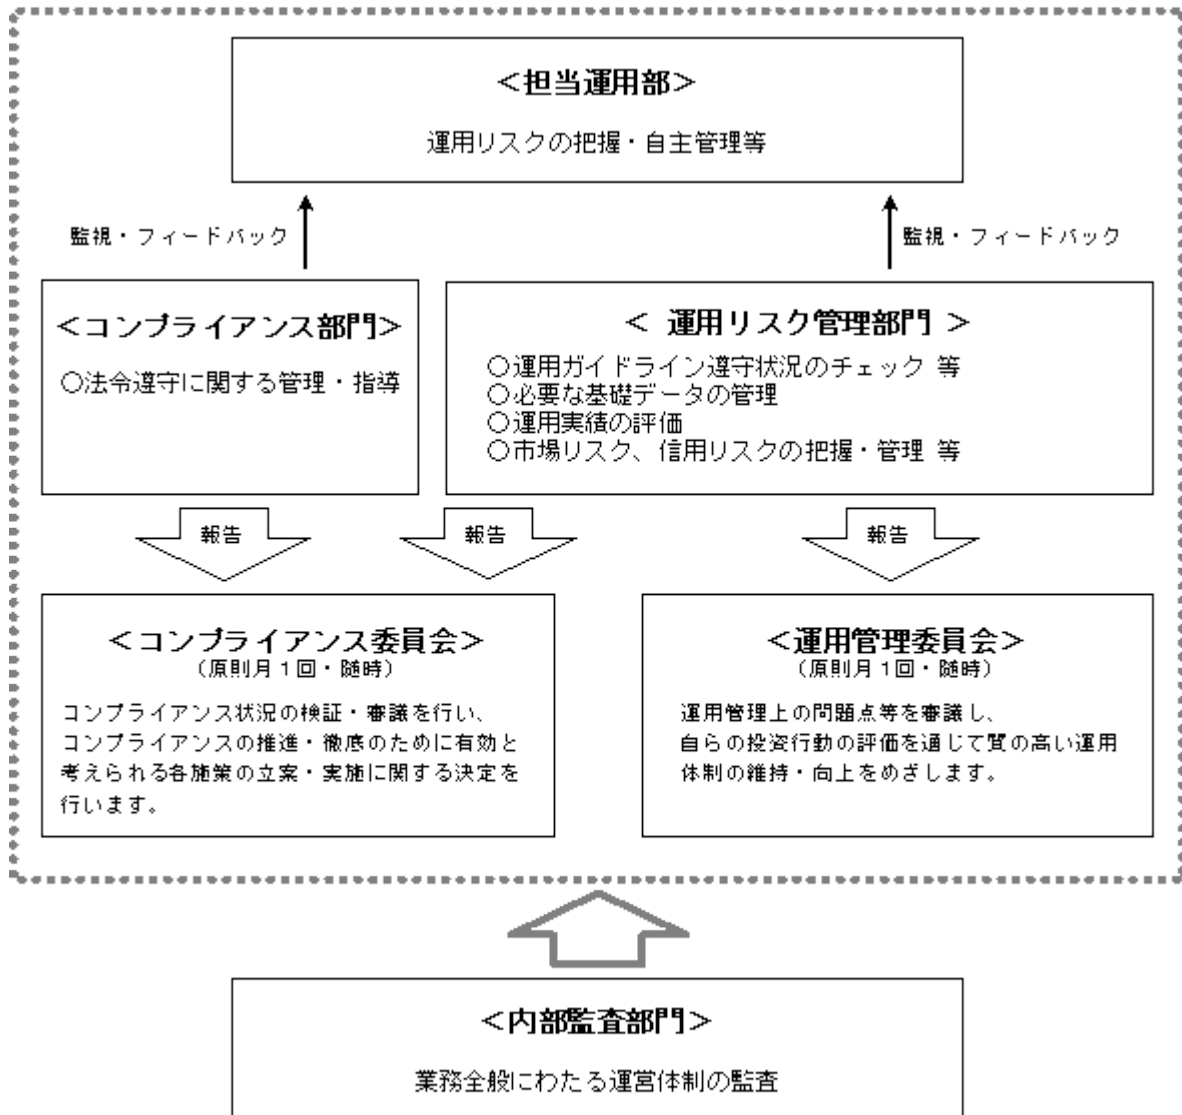 ＜担当運用部＞
運用リスクの把握・自主管理等
監視・フィードバック
監視・フィードバック
＜コンプライアンス部門＞
○法令遵守に関する管理・指導
＜ 運用リスク管理部門 ＞
○運用ガイドライン遵守状況のチェック 等
○必要な基礎データの管理
○運用実績の評価
○市場リスク、信用リスクの把握・管理 等
報告
報告
報告
＜コンプライアンス委員会＞
（原則月１回・随時）
コンプライアンス状況の検証・審議を行い、
コンプライアンスの推進・徹底のために有効と
考えられる各施策の立案・実施に関する決定を
行います。
＜運用管理委員会＞
（原則月１回・随時）
運用管理上の問題点等を審議し、
自らの投資行動の評価を通じて質の高い運用
体制の維持・向上をめざします。
＜内部監査部門＞
業務全般にわたる運営体制の監査